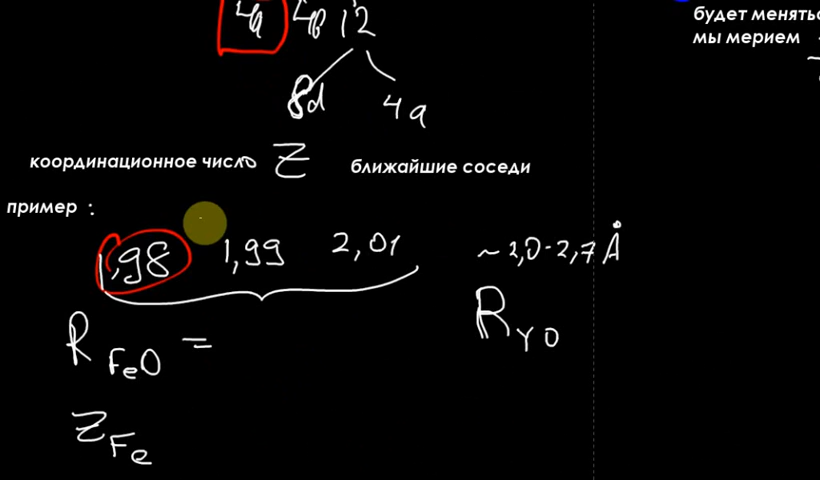 4a 4b 12
8d 4a
координационное число Z ближайшие соседи
пример :
1,98 1,99 2,01 ~2,0-2,7 Å
R FeO =
R YO
Z Fe
будет менять
мы мерием